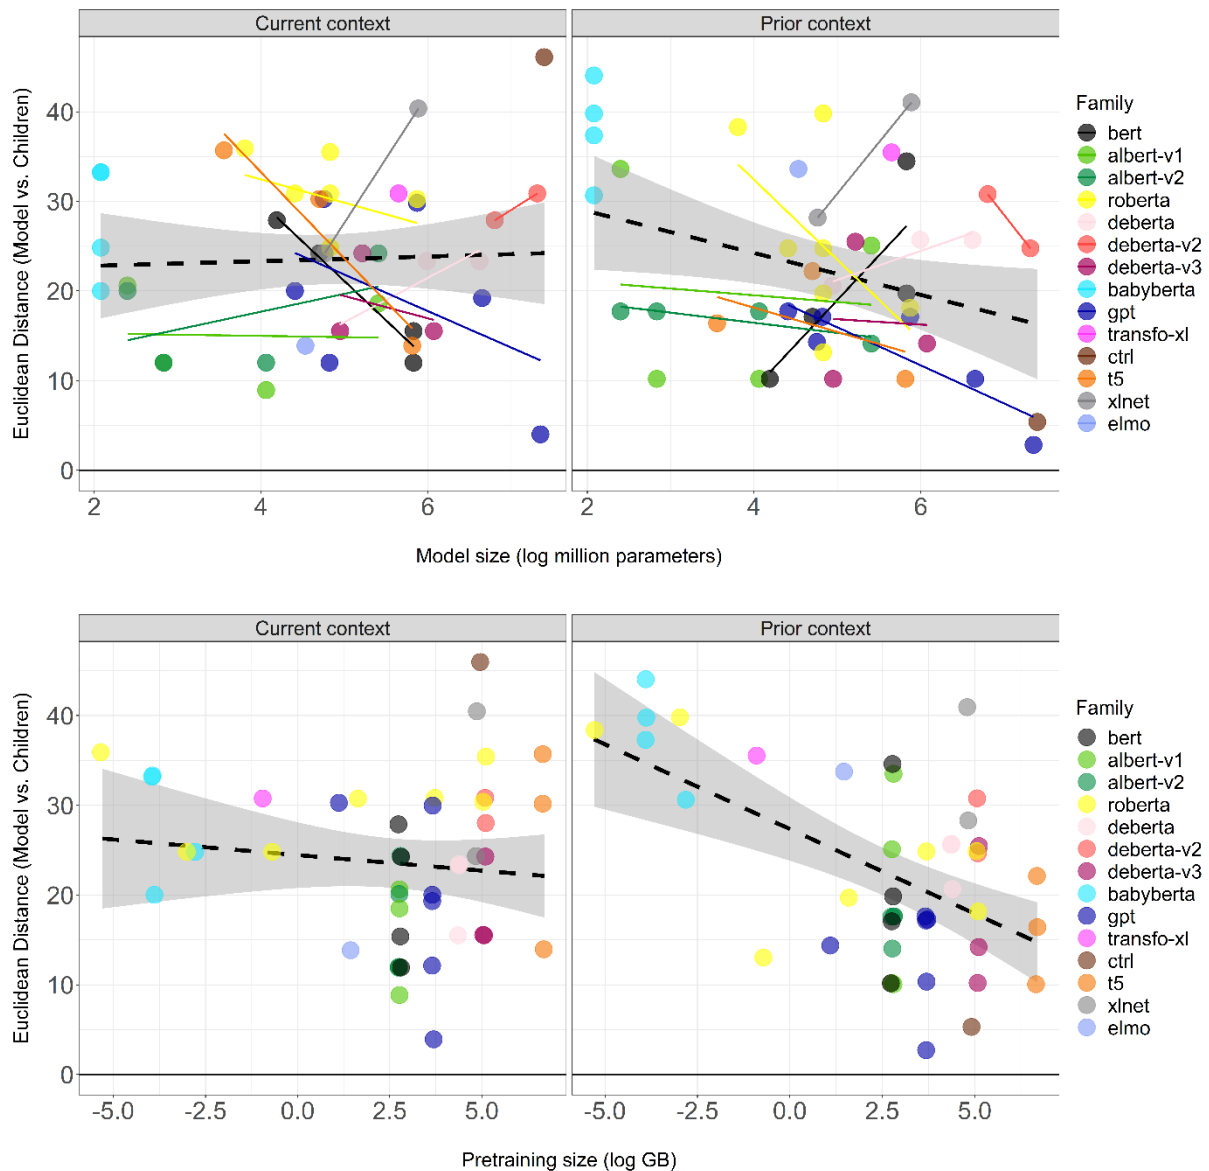 Current context
Prior context
Euclidean Distance (Model vs. Children)
40
30
20
10
0
2
4
6
2
4
6
Model size (log million parameters)
Family
bert
albert-v1
albert-v2
roberta
deberta
deberta-v2
deberta-v3
babyberta
gpt
transfo-xl
ctrl
t5
xlnet
elmo
Current context
Prior context
Euclidean Distance (Model vs. Children)
40
30
20
10
0
-5.0
-2.5
0.0
2.5
5.0
-5.0
-2.5
0.0
2.5
5.0
Pretraining size (log GB)
Family
bert
albert-v1
albert-v2
roberta
deberta
deberta-v2
deberta-v3
babyberta
gpt
transfo-xl
ctrl
t5
xlnet
elmo